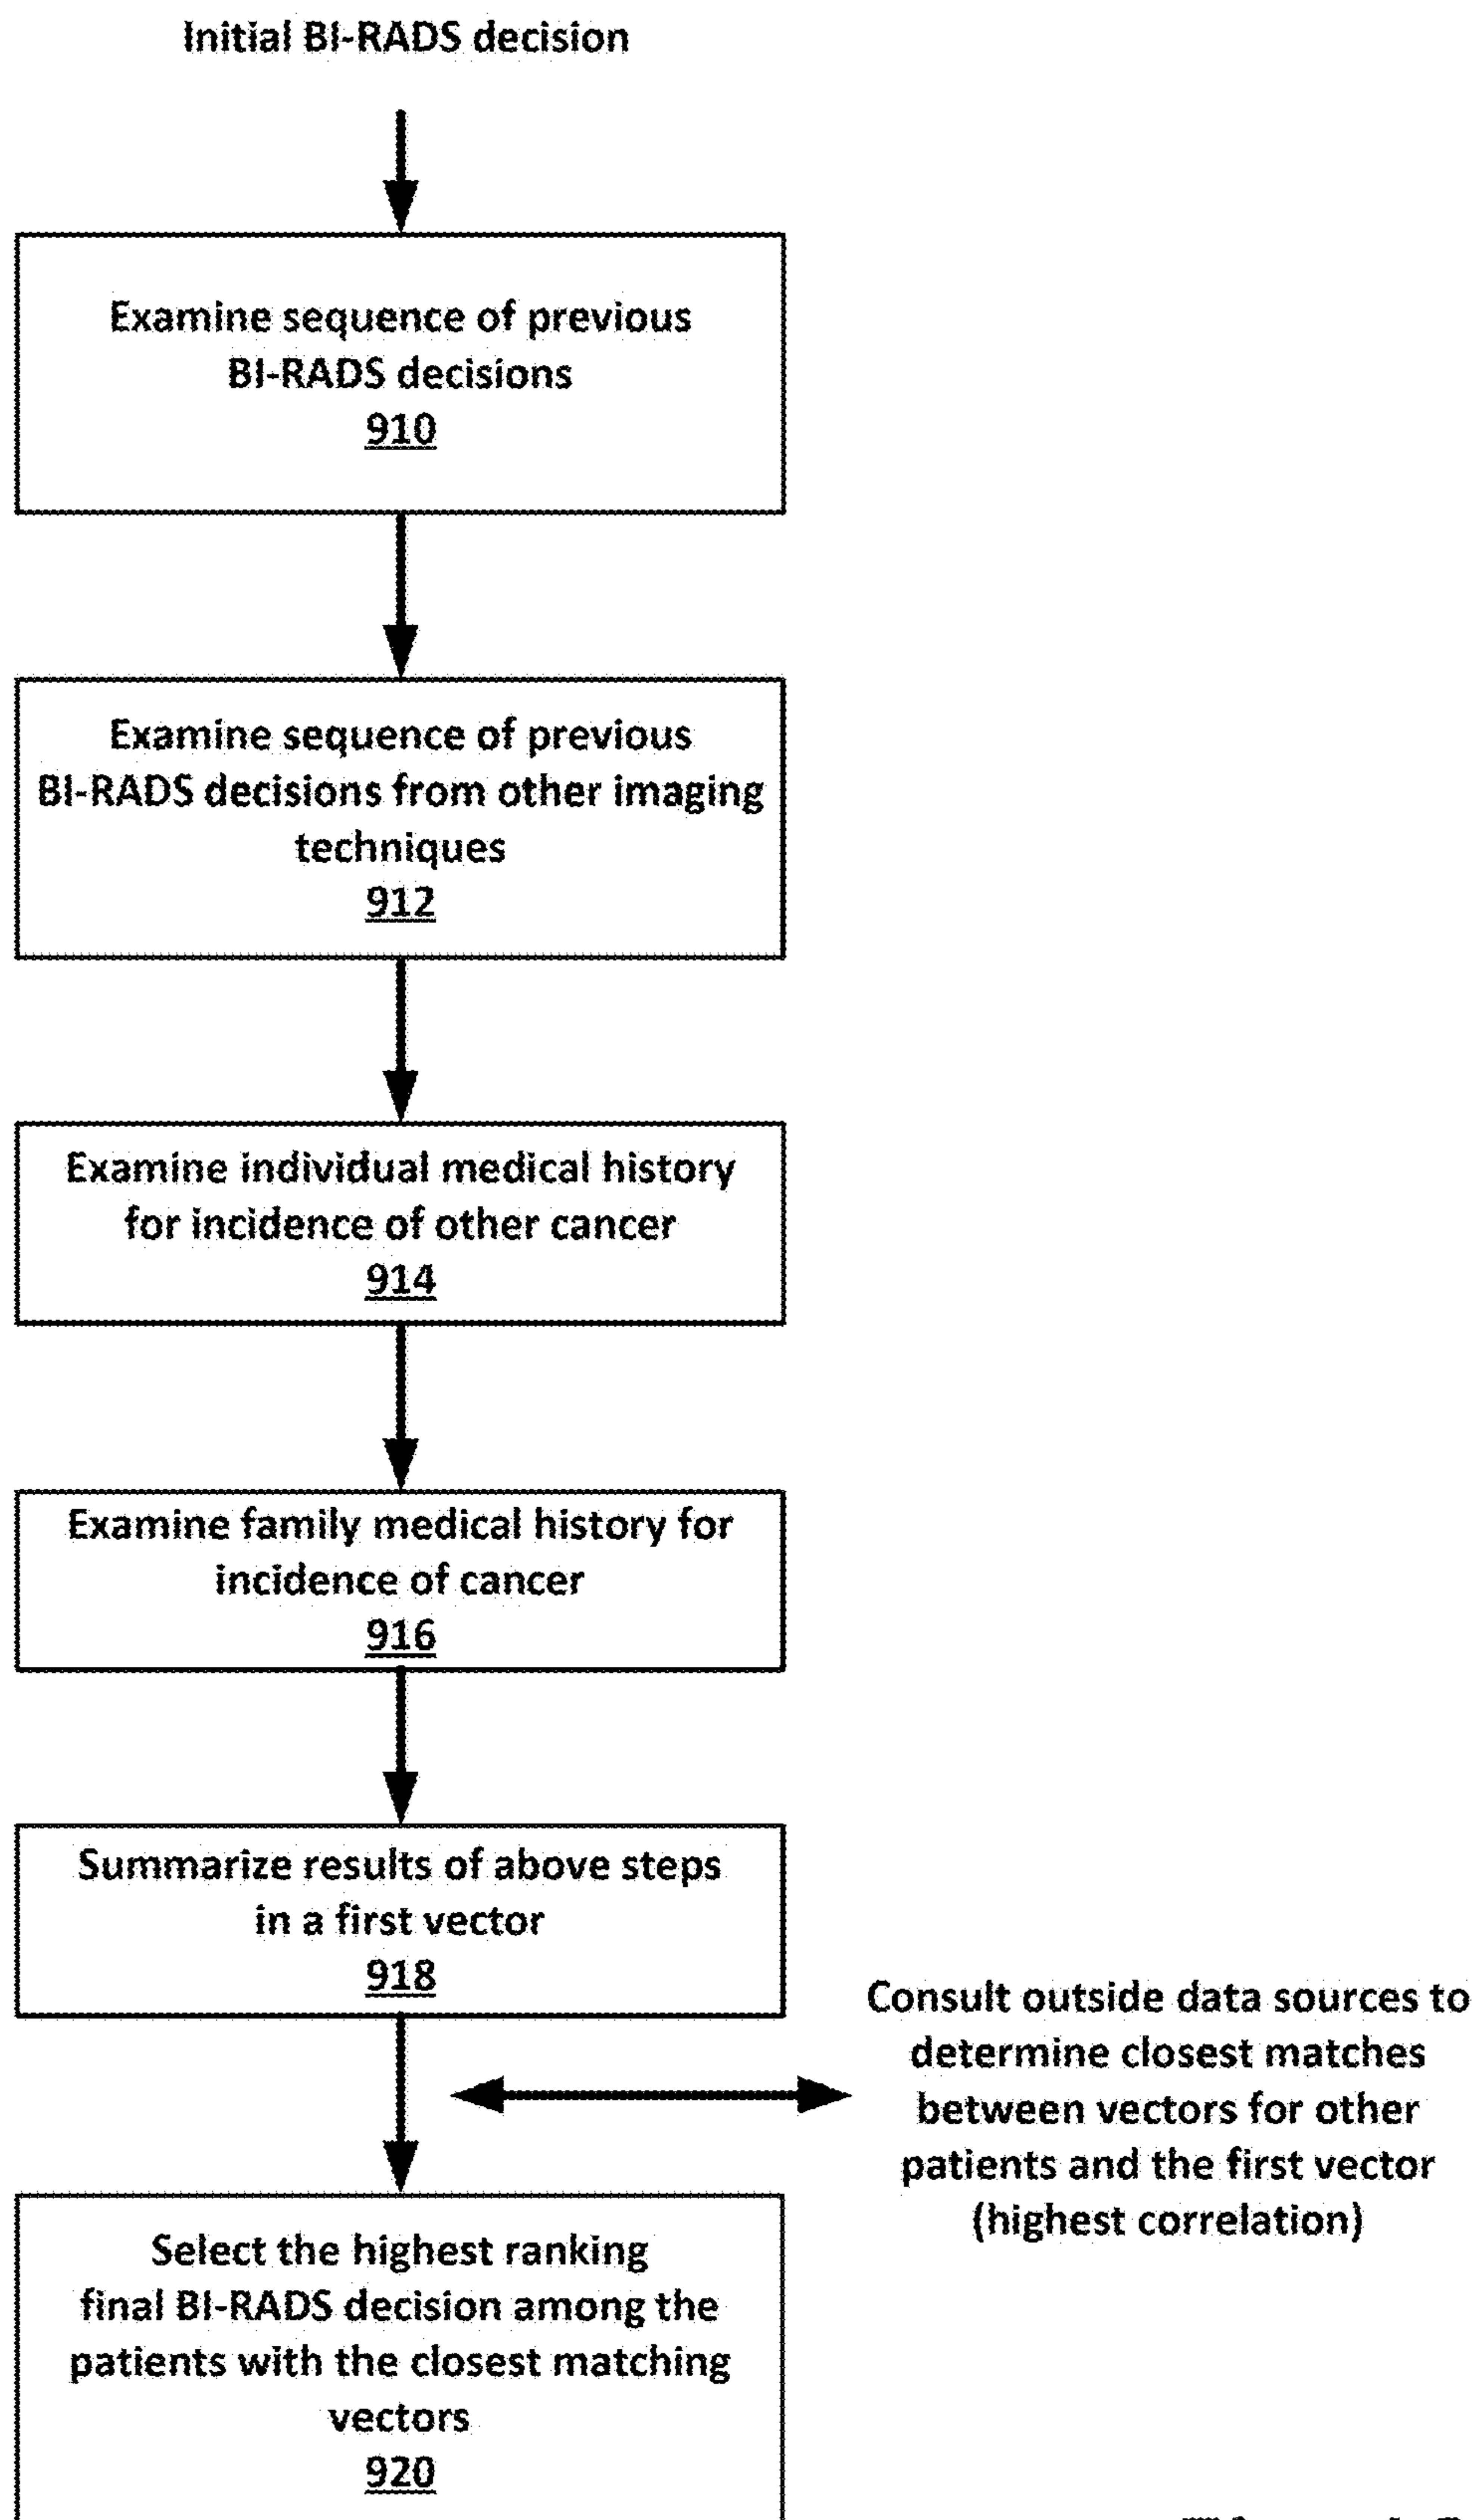 Initial BI-RADS decision
Examine sequence of previous
BI-RADS decisions
910
Examine sequence of previous
BI-RADS decisions from other imaging
techniques
912
Examine individual medical history
for incidence of other cancer
914
Examine family medical history for
incidence of cancer
916
Summarize results of above steps
in a first vector
918
Consult outside data sources to
determine closest matches
between vectors for other
patients and the first vector
(highest correlation)
Select the highest ranking
final BI-RADS decision among the
patients with the closest matching
vectors
920